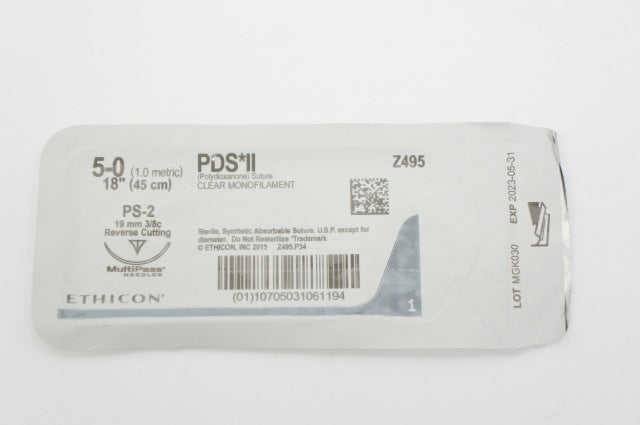 5-0 (1.0 metric)
18" (45 cm)
PS-2
19 mm 3/8c
Reverse Cutting
MultiPass*
NEEDLES
ETHICON*
PDS*II
(Polydioxanone) Suture
CLEAR MONOFILAMENT
Z495
Sterile, Synthetic Absorbable Suture. U.S.P. except for
diameter. Do Not Resterilize *Trademark
© ETHICON, INC 2015 Z495.P34
(01)10705031061194
1
LOT MGK030 EXP 2023-05-31